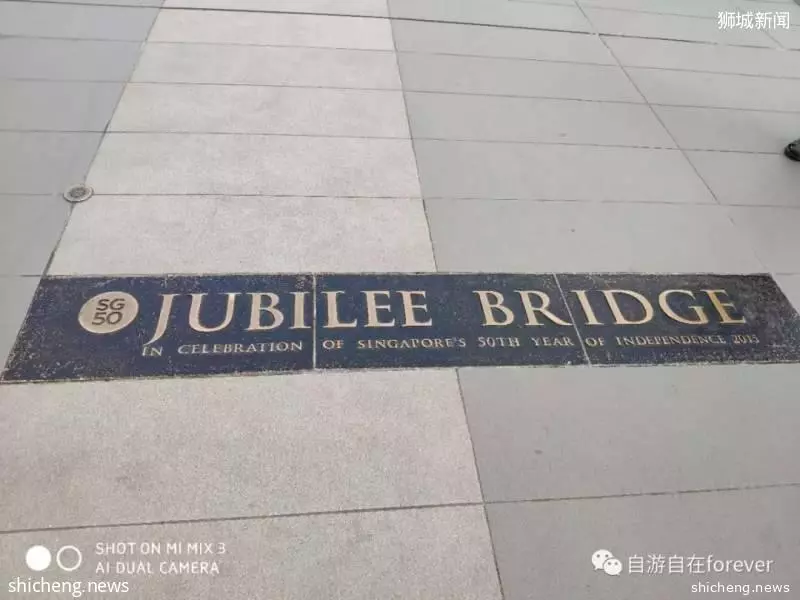 狮城新闻
SG
50
JUBILEE BRIDGE
IN CELEBRATION OF SINGAPORE'S 50TH YEAR OF INDEPENDENCE 2015
SHOT ON MI MIX 3
AI DUAL CAMERA
自游自在forever
shicheng.news
shicheng.news